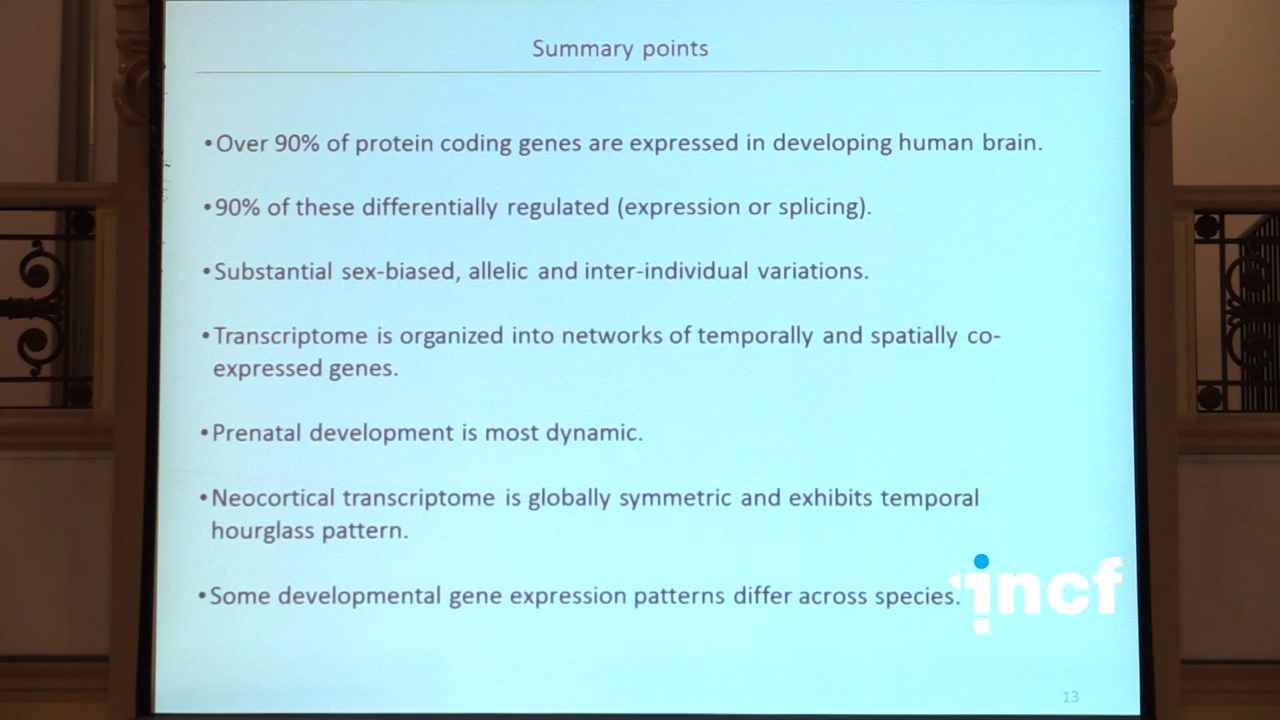 Summary points
•Over 90% of protein coding genes are expressed in developing human brain.
•90% of these differentially regulated (expression or splicing).
•Substantial sex-biased, allelic and inter-individual variations.
•Transcriptome is organized into networks of temporally and spatially co-
expressed genes.
•Prenatal development is most dynamic.
•Neocortical transcriptome is globally symmetric and exhibits temporal
hourglass pattern.
•Some developmental gene expression patterns differ across species.
incf
13